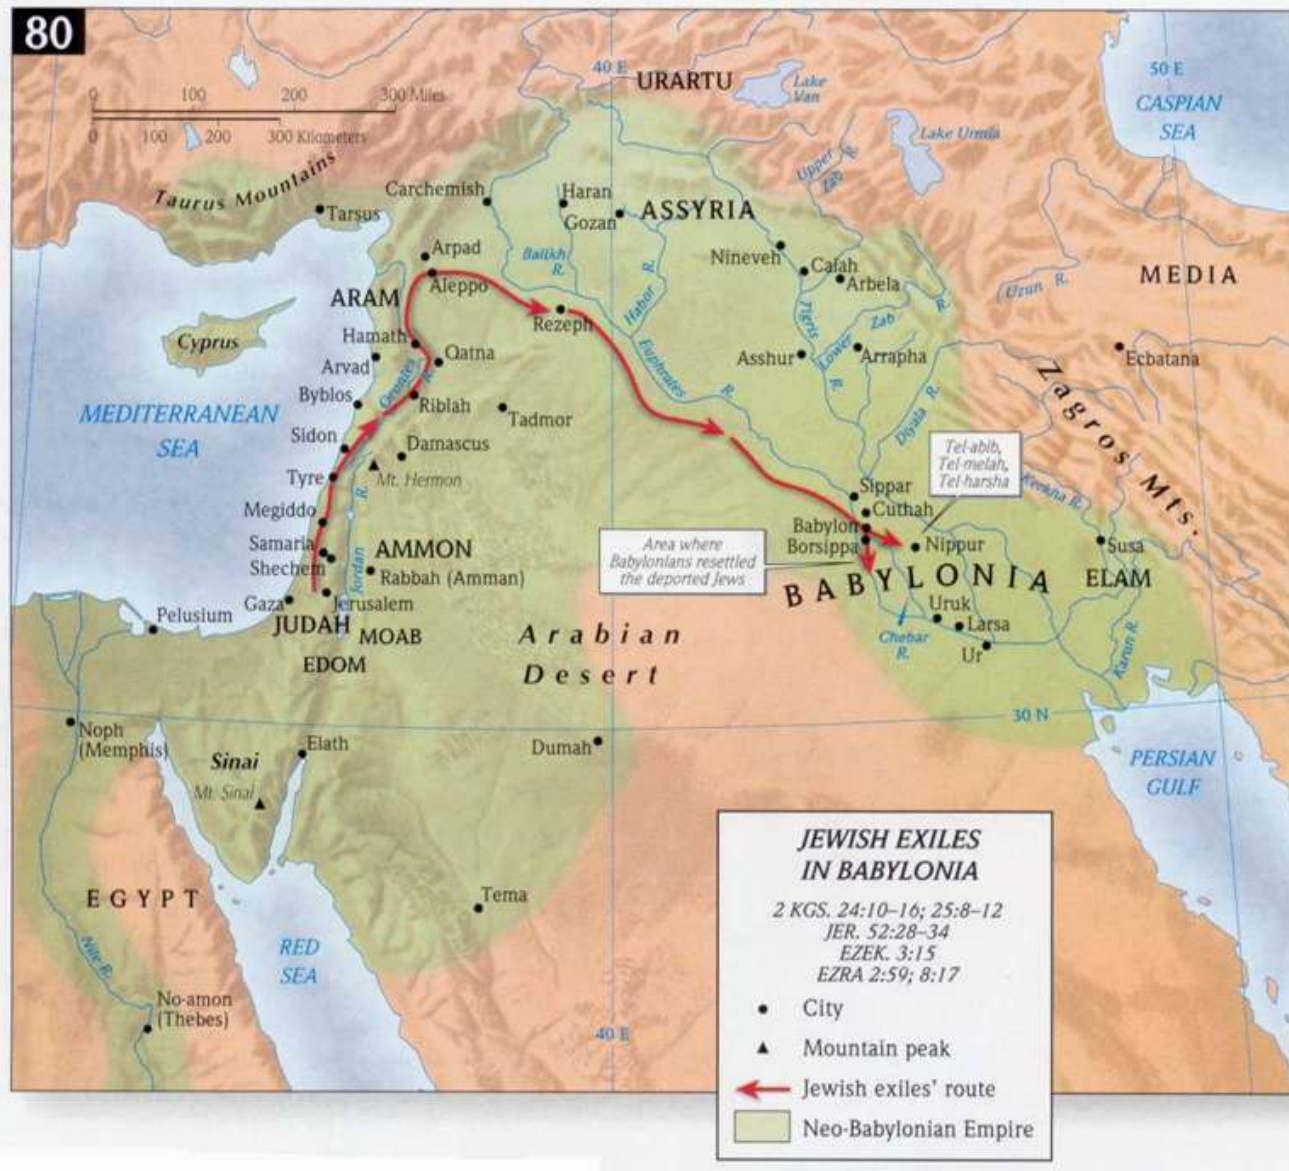 80
0 100 200 300 Miles
0 100 200 300 Kilometers
40 E
URARTU
Lake
Van
50 E
CASPIAN
SEA
Lake Urmia
Upper
Zab
R.
Taurus Mountains
Tarsus
Carchemish
Haran
Gozan
ASSYRIA
Balikh
R.
Habor R.
Nineveh
Calah
Arbela
Uzun R.
MEDIA
Arpad
Aleppo
ARAM
Rezeph
Tigris
R.
Lower
Zab
R.
Cyprus
Hamath
Qatna
Arvad
Orontes
R.
Euphrates
R.
Asshur
Arrapha
Ecbatana
Byblos
Riblah
Tadmor
Diyala R.
Zagros Mts.
MEDITERRANEAN
SEA
Sidon
Damascus
Tyre
Mt. Hermon
Tel-abib,
Tel-melah,
Tel-harsha
Kerkha R.
Megiddo
R.
Sippar
Cuthah
Samaria
Shechem
Jordan
AMMON
Rabbah (Amman)
Area where
Babylonians resettled
the deported Jews
Babylon
Borsippa
Nippur
Susa
BABYLONIA
ELAM
Gaza
Jerusalem
Pelusium
JUDAH
MOAB
EDOM
Arabian
Desert
Uruk
Larsa
Chebar
R.
Ur
Karun R.
30 N
Noph
(Memphis)
Sinai
Mt. Sinai
Elath
Dumah
PERSIAN
GULF
EGYPT
Tema
Nile R.
RED
SEA
No-amon
(Thebes)
40 E
JEWISH EXILES
IN BABYLONIA
2 KGS. 24:10–16; 25:8–12
JER. 52:28–34
EZEK. 3:15
EZRA 2:59; 8:17
City
Mountain peak
Jewish exiles' route
Neo-Babylonian Empire